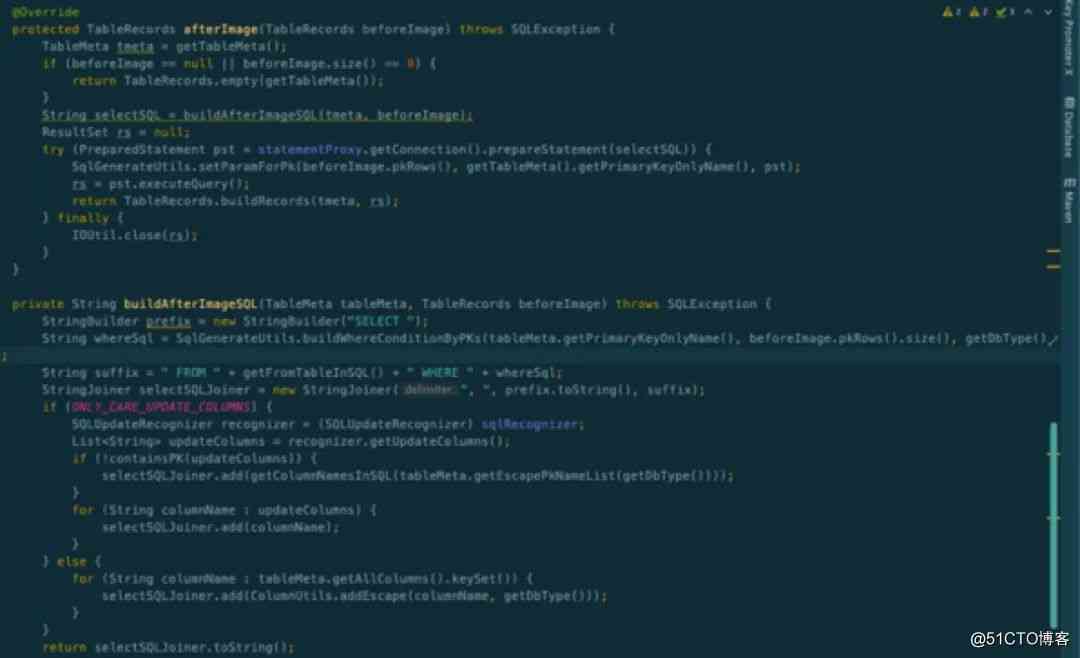 @Override
protected TableRecords afterImage(TableRecords beforeImage) throws SQLException {
TableMeta tmeta = getTableMeta();
if (beforeImage == null || beforeImage.size() == 0) {
return TableRecords.empty(getTableMeta());
}
String selectSQL = buildAfterImageSQL(tmeta, beforeImage);
ResultSet rs = null;
try (PreparedStatement pst = statementProxy.getConnection().prepareStatement(selectSQL)) {
SqlGenerateUtils.setParamForPk(beforeImage.pkRows(), getTableMeta().getPrimaryKeyOnlyName(), pst);
rs = pst.executeQuery();
return TableRecords.buildRecords(tmeta, rs);
} finally {
IOUtil.close(rs);
}
}
private String buildAfterImageSQL(TableMeta tableMeta, TableRecords beforeImage) throws SQLException {
StringBuilder prefix = new StringBuilder("SELECT ");
String whereSql = SqlGenerateUtils.buildWhereConditionByPKs(tableMeta.getPrimaryKeyOnlyName(), beforeImage.pkRows().size(), getDbType())
;
String suffix = " FROM " + getFromTableInSQL() + " WHERE " + whereSql;
StringJoiner selectSQLJoiner = new StringJoiner( delimiter: ", ", prefix.toString(), suffix);
if (ONLY_CARE_UPDATE_COLUMNS) {
SQLUpdateRecognizer recognizer = (SQLUpdateRecognizer) sqlRecognizer;
List<String> updateColumns = recognizer.getUpdateColumns();
if (!containsPK(updateColumns)) {
selectSQLJoiner.add(getColumnNamesInSQL(tableMeta.getEscapePkNameList(getDbType())));
}
for (String columnName : updateColumns) {
selectSQLJoiner.add(columnName);
}
} else {
for (String columnName : tableMeta.getAllColumns().keySet()) {
selectSQLJoiner.add(ColumnUtils.addEscape(columnName, getDbType()));
}
}
return selectSQLJoiner.toString();
Key Promoter X
Database
Maven
@51CTO博客